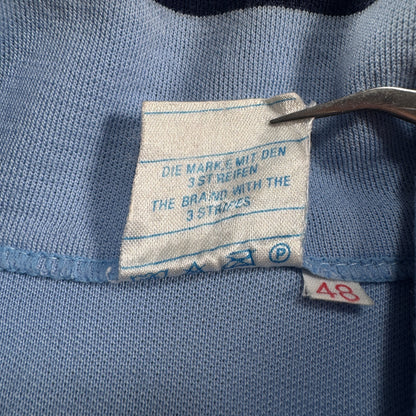 DIE MARKE MIT DEN
3 STREIFEN
THE BRAND WITH THE
3 STRIPES
P
48